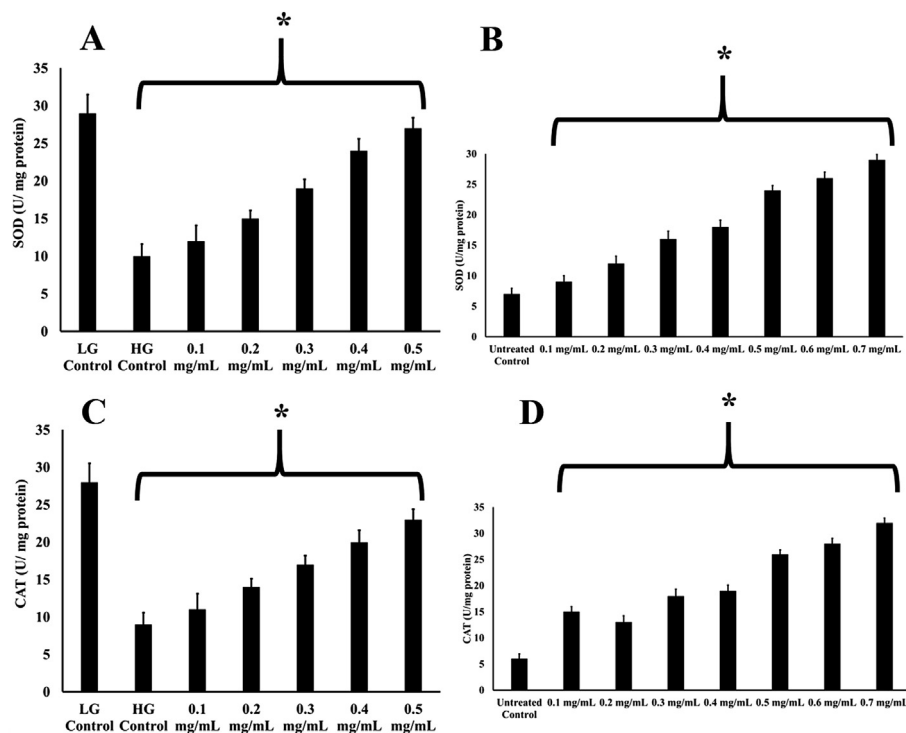 A
*
SOD (U/ mg protein)
35
30
25
20
15
10
5
0
LG HG 0.1 0.2 0.3 0.4 0.5
Control Control mg/mL mg/mL mg/mL mg/mL mg/mL
B
*
SOD (U/mg protein)
30
25
20
15
10
5
0
Untreated 0.1 mg/mL 0.2 mg/mL 0.3 mg/mL 0.4 mg/mL 0.5 mg/mL 0.6 mg/mL 0.7 mg/mL
Control
C
*
CAT (U/ mg protein)
35
30
25
20
15
10
5
0
LG HG 0.1 0.2 0.3 0.4 0.5
Control Control mg/mL mg/mL mg/mL mg/mL mg/mL
D
*
CAT (U/mg protein)
35
30
25
20
15
10
5
0
Untreated 0.1 mg/mL 0.2 mg/mL 0.3 mg/mL 0.4 mg/mL 0.5 mg/mL 0.6 mg/mL 0.7 mg/mL
Control